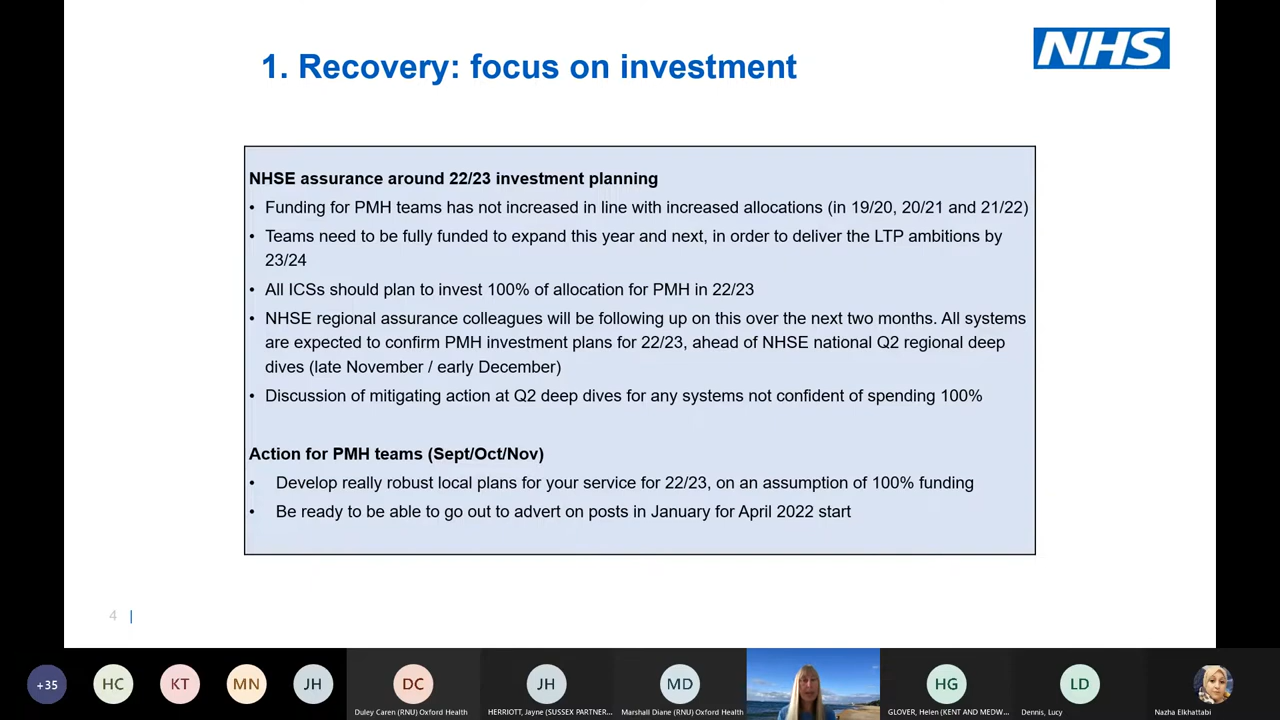 1. Recovery: focus on investment
NHS
NHSE assurance around 22/23 investment planning
• Funding for PMH teams has not increased in line with increased allocations (in 19/20, 20/21 and 21/22)
• Teams need to be fully funded to expand this year and next, in order to deliver the LTP ambitions by
23/24
• All ICSs should plan to invest 100% of allocation for PMH in 22/23
• NHSE regional assurance colleagues will be following up on this over the next two months. All systems
are expected to confirm PMH investment plans for 22/23, ahead of NHSE national Q2 regional deep
dives (late November / early December)
• Discussion of mitigating action at Q2 deep dives for any systems not confident of spending 100%
Action for PMH teams (Sept/Oct/Nov)
• Develop really robust local plans for your service for 22/23, on an assumption of 100% funding
• Be ready to be able to go out to advert on posts in January for April 2022 start
4 |
+35 HC KT MN JH DC JH MD HG LD
Duley Caren (RNU) Oxford Health HERRIOTT, Jayne (SUSSEX PARTNER... Marshall Diane (RNU) Oxford Health GLOVER, Helen (KENT AND MEDW... Dennis, Lucy Nazha Elkhattabi